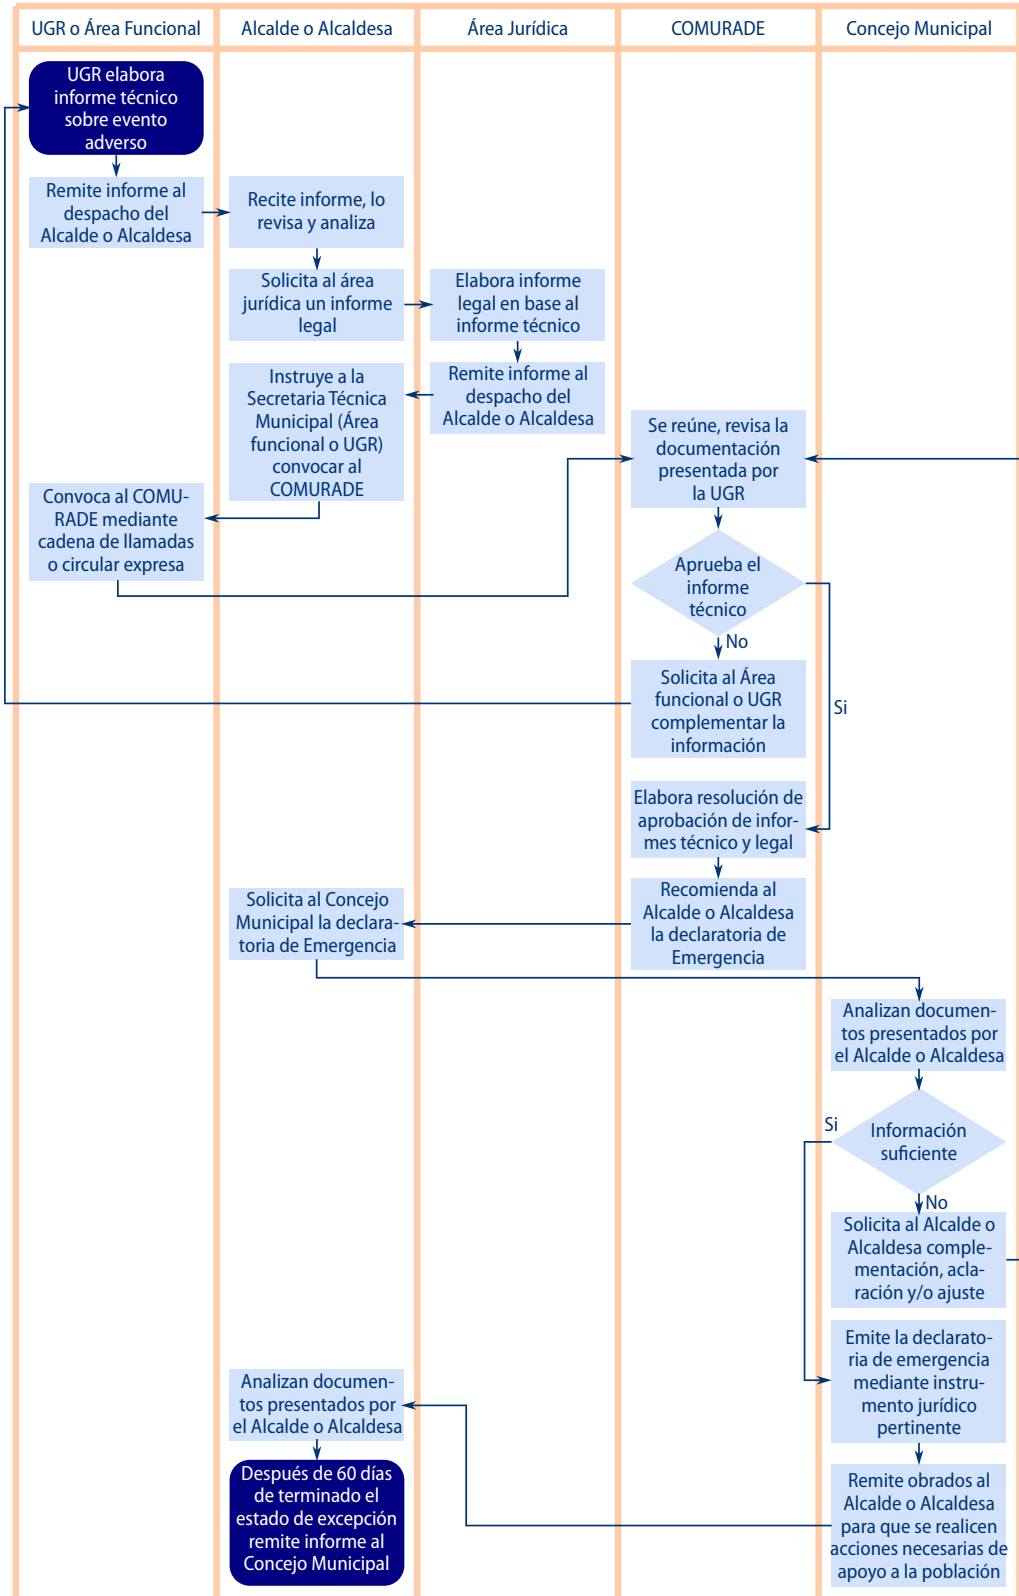 UGR o Área Funcional
Alcalde o Alcaldesa
Área Jurídica
COMURADE
Concejo Municipal
UGR elabora
informe técnico
sobre evento
adverso
Remite informe al
despacho del
Alcalde o Alcaldesa
Recite informe, lo
revisa y analiza
Solicita al área
jurídica un informe
legal
Elabora informe
legal en base al
informe técnico
Remite informe al
despacho del
Alcalde o Alcaldesa
Instruye a la
Secretaria Técnica
Municipal (Área
funcional o UGR)
convocar al
COMURADE
Convoca al COMU-
RADE mediante
cadena de llamadas
o circular expresa
Se reúne, revisa la
documentación
presentada por
la UGR
Aprueba el
informe
técnico
No
Si
Solicita al Área
funcional o UGR
complementar la
información
Elabora resolución de
aprobación de infor-
mes técnico y legal
Recomienda al
Alcalde o Alcaldesa
la declaratoria de
Emergencia
Solicita al Concejo
Municipal la declara-
toria de Emergencia
Analizan documen-
tos presentados por
el Alcalde o Alcaldesa
Si
Información
suficiente
No
Solicita al Alcalde o
Alcaldesa comple-
mentación, acla-
ración y/o ajuste
Emite la declarato-
ria de emergencia
mediante instru-
mento jurídico
pertinente
Remite obrados al
Alcalde o Alcaldesa
para que se realicen
acciones necesarias de
apoyo a la población
Analizan documen-
tos presentados por
el Alcalde o Alcaldesa
Después de 60 días
de terminado el
estado de excepción
remite informe al
Concejo Municipal